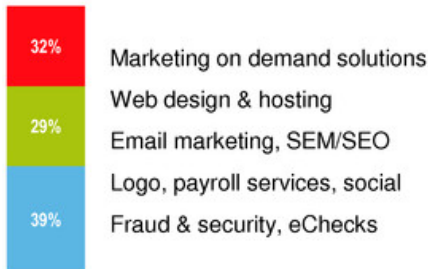 32%
Marketing on demand solutions
Web design & hosting
29%
Email marketing, SEM/SEO
Logo, payroll services, social
39%
Fraud & security, eChecks